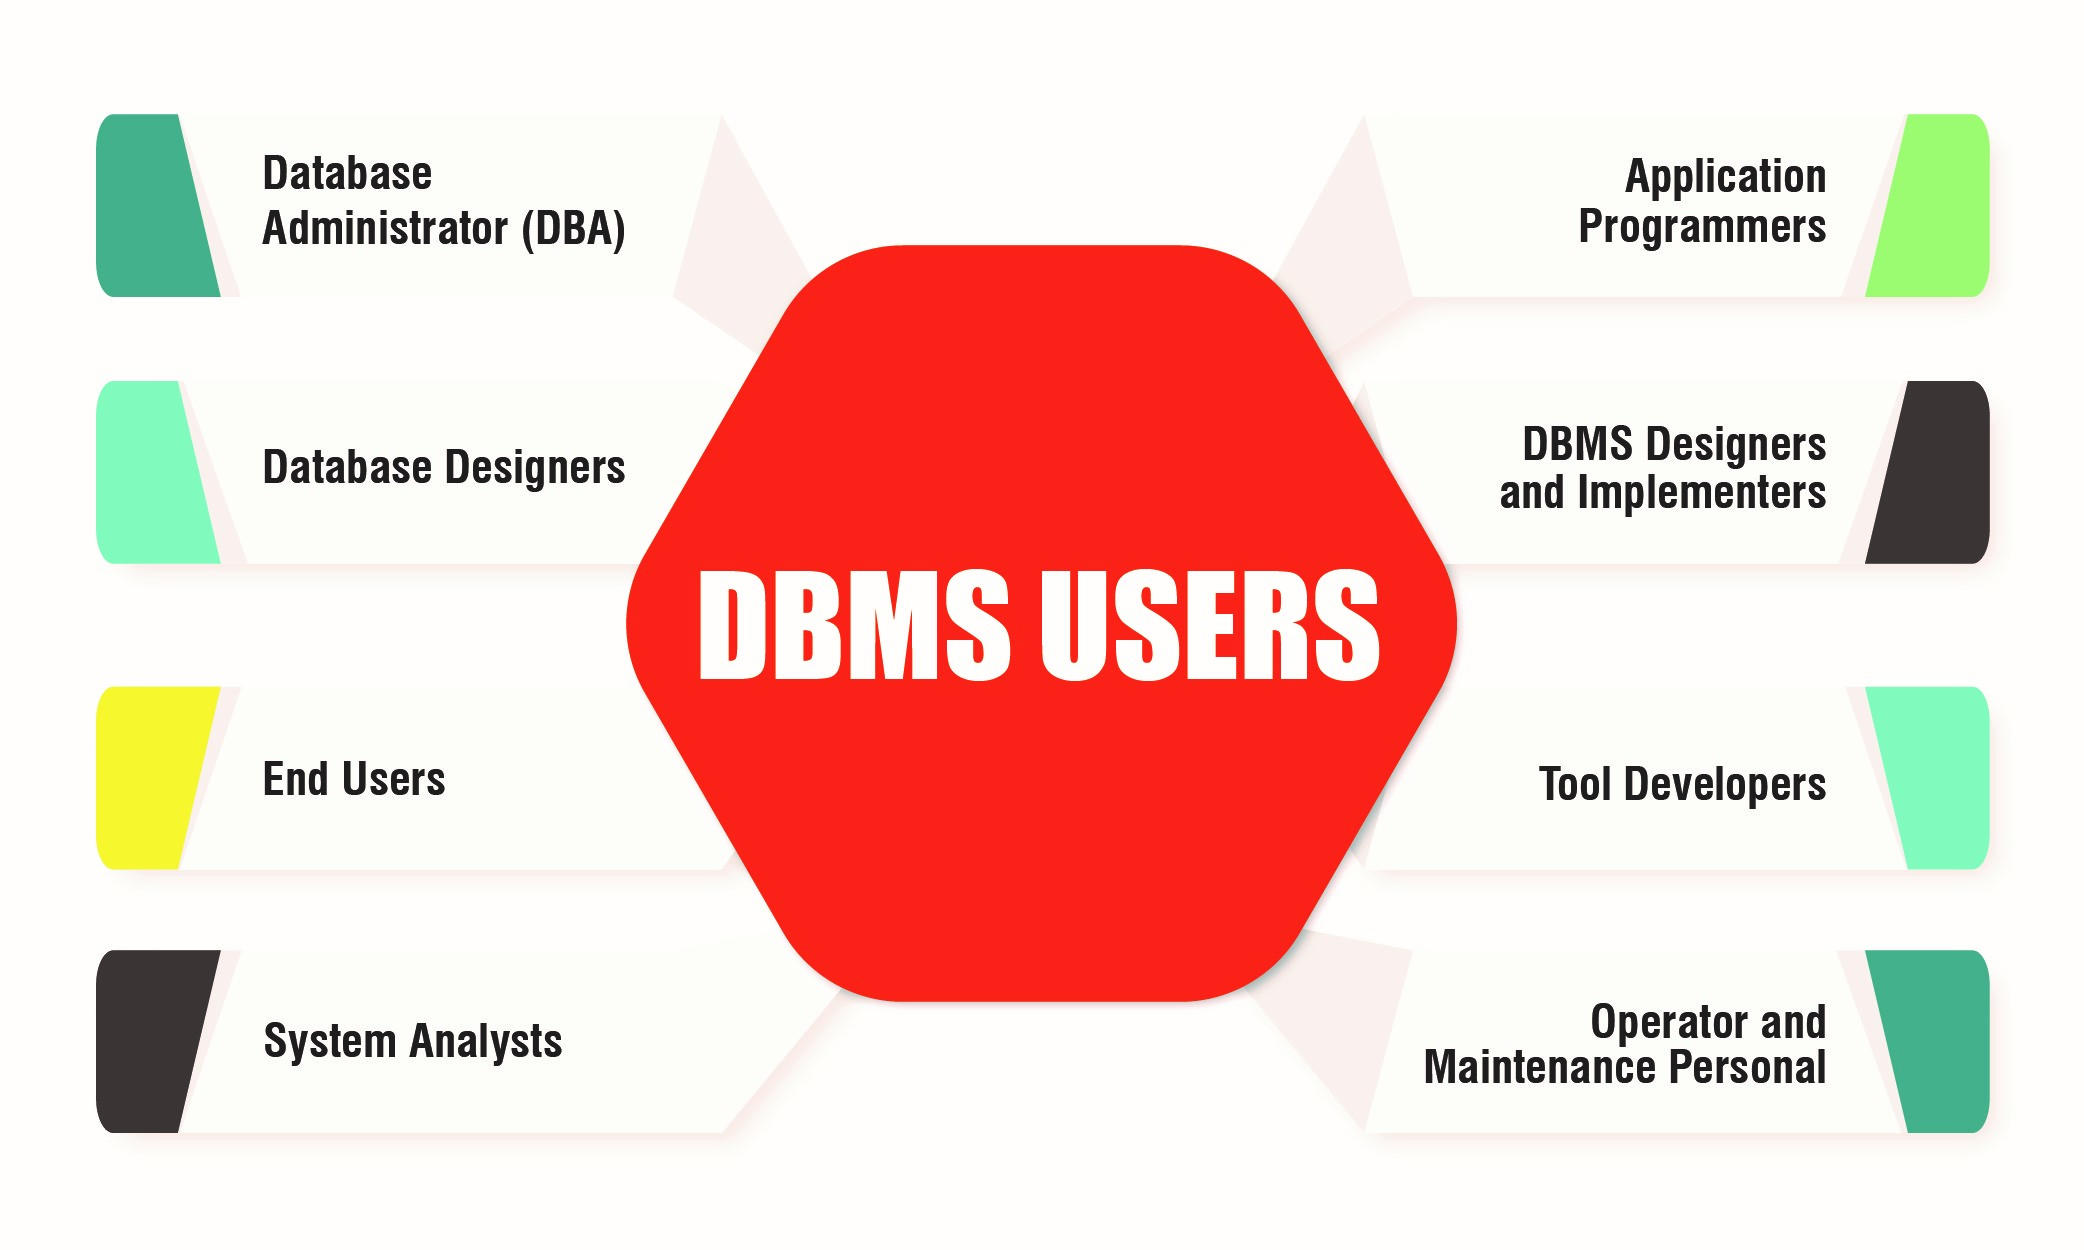 Database
Administrator (DBA)
Database Designers
End Users
System Analysts
DBMS USERS
Application
Programmers
DBMS Designers
and Implementers
Tool Developers
Operator and
Maintenance Personal